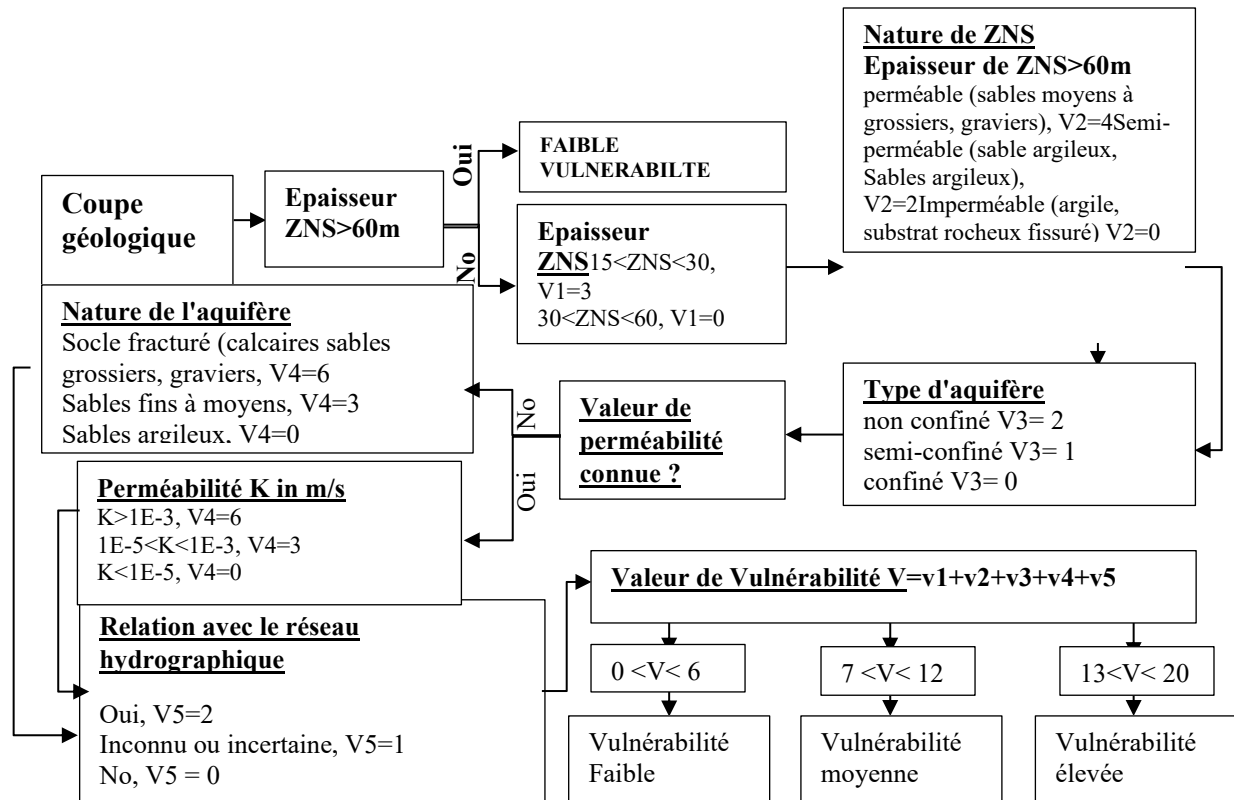 Coupe
géologique
Epaisseur
ZNS>60m
Oui
No
FAIBLE
VULNERABILTE
Epaisseur
ZNS15<ZNS<30,
V1=3
30<ZNS<60, V1=0
Nature de ZNS
Epaisseur de ZNS>60m
perméable (sables moyens à
grossiers, graviers), V2=4Semi-
perméable (sable argileux,
Sables argileux),
V2=2Imperméable (argile,
substrat rocheux fissuré) V2=0
Type d'aquifère
non confiné V3= 2
semi-confiné V3= 1
confiné V3= 0
Valeur de
perméabilité
connue ?
No
Oui
Nature de l'aquifère
Socle fracturé (calcaires sables
grossiers, graviers, V4=6
Sables fins à moyens, V4=3
Sables argileux, V4=0
Perméabilité K in m/s
K>1E-3, V4=6
1E-5<K<1E-3, V4=3
K<1E-5, V4=0
Relation avec le réseau
hydrographique
Oui, V5=2
Inconnu ou incertaine, V5=1
No, V5 = 0
Valeur de Vulnérabilité V=v1+v2+v3+v4+v5
0 <V< 6
7 <V< 12
13<V< 20
Vulnérabilité
Faible
Vulnérabilité
moyenne
Vulnérabilité
élevée